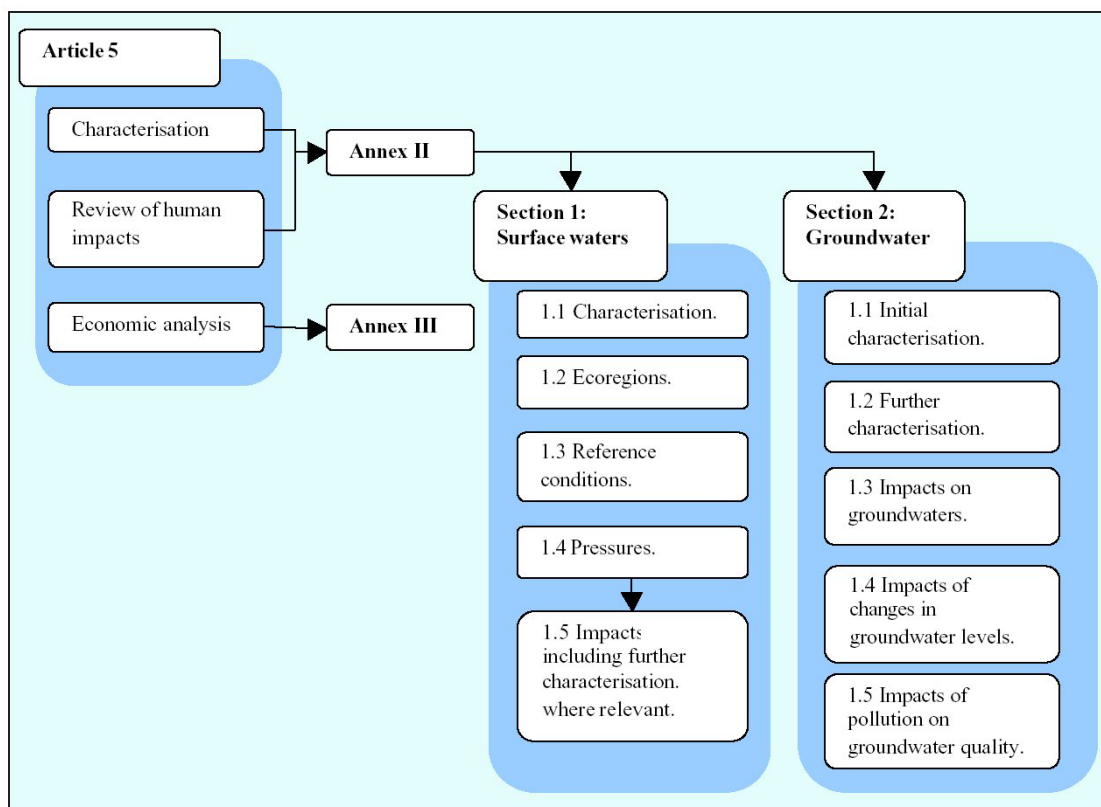 Article 5
Characterisation
Review of human
impacts
Economic analysis
Annex II
Annex III
Section 1:
Surface waters
1.1 Characterisation.
1.2 Ecoregions.
1.3 Reference
conditions.
1.4 Pressures.
1.5 Impacts
including further
characterisation.
where relevant.
Section 2:
Groundwater
1.1 Initial
characterisation.
1.2 Further
characterisation.
1.3 Impacts on
groundwaters.
1.4 Impacts of
changes in
groundwater levels.
1.5 Impacts of
pollution on
groundwater quality.